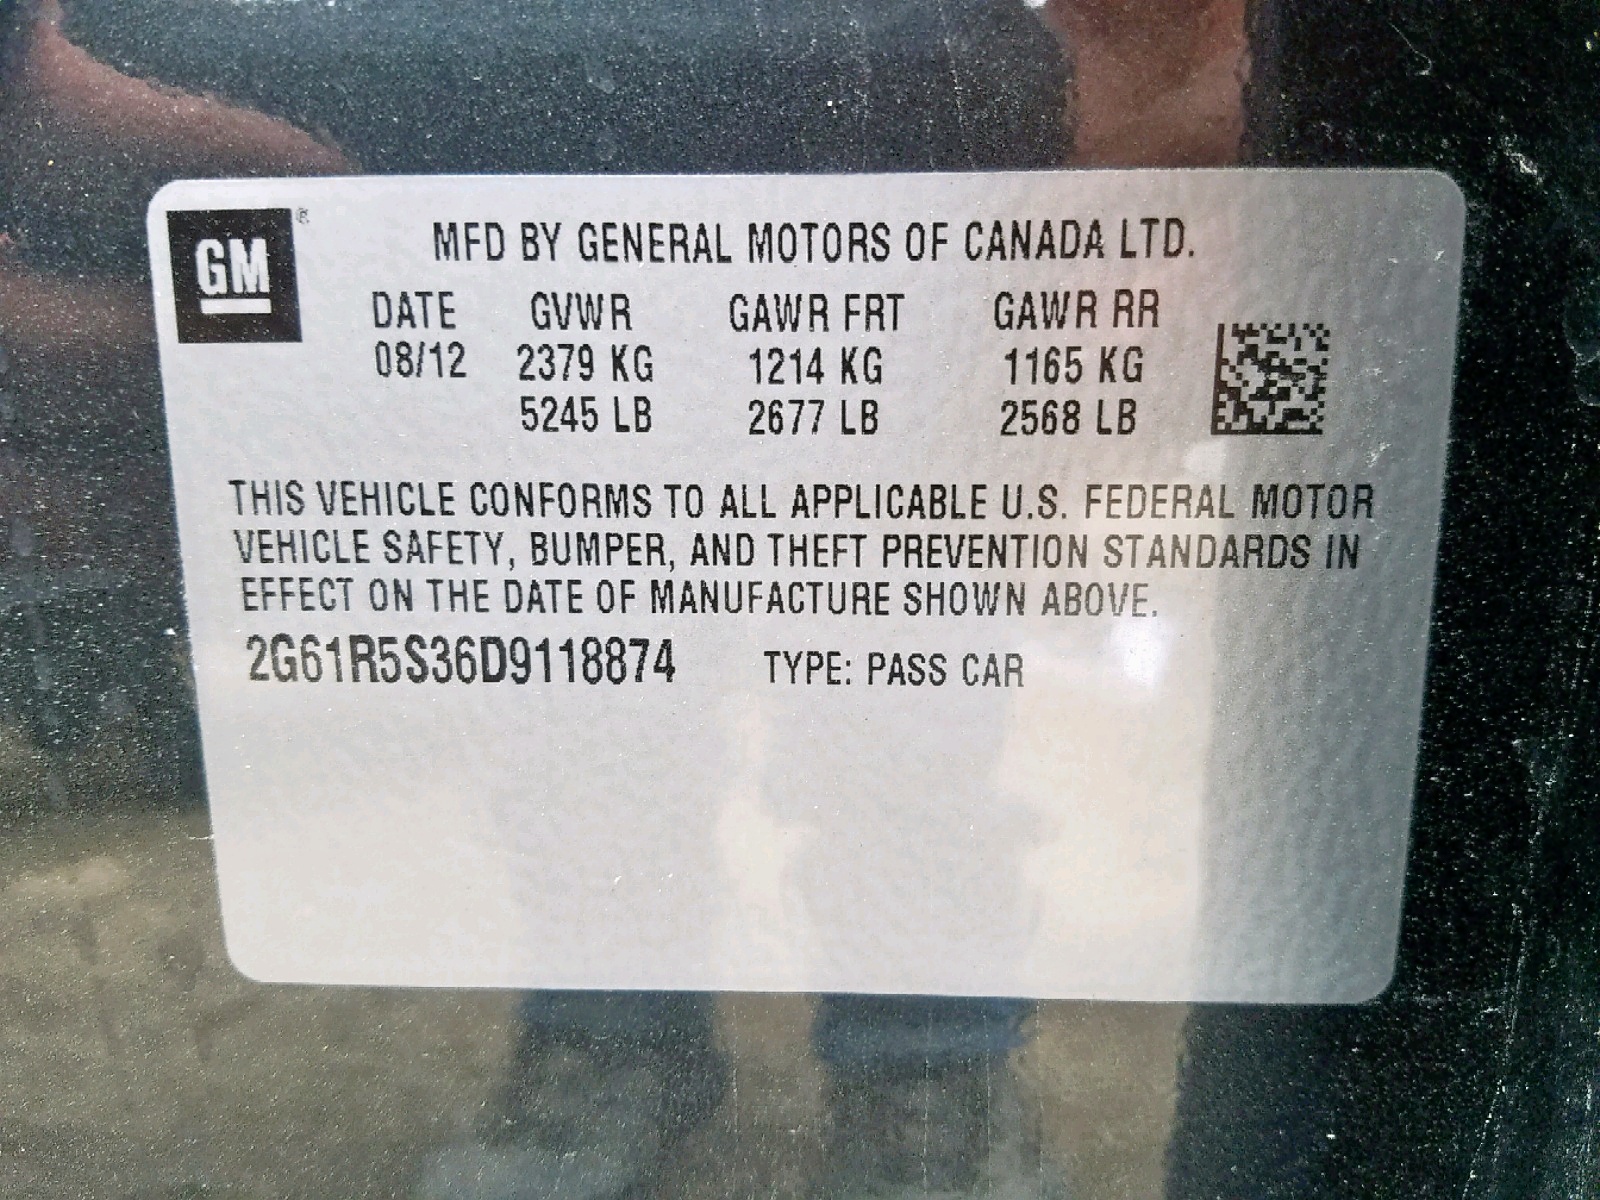 GM ®
MFD BY GENERAL MOTORS OF CANADA LTD.
DATE GVWR GAWR FRT GAWR RR
08/12 2379 KG 1214 KG 1165 KG
5245 LB 2677 LB 2568 LB
THIS VEHICLE CONFORMS TO ALL APPLICABLE U.S. FEDERAL MOTOR
VEHICLE SAFETY, BUMPER, AND THEFT PREVENTION STANDARDS IN
EFFECT ON THE DATE OF MANUFACTURE SHOWN ABOVE.
2G61R5S36D9118874 TYPE: PASS CAR